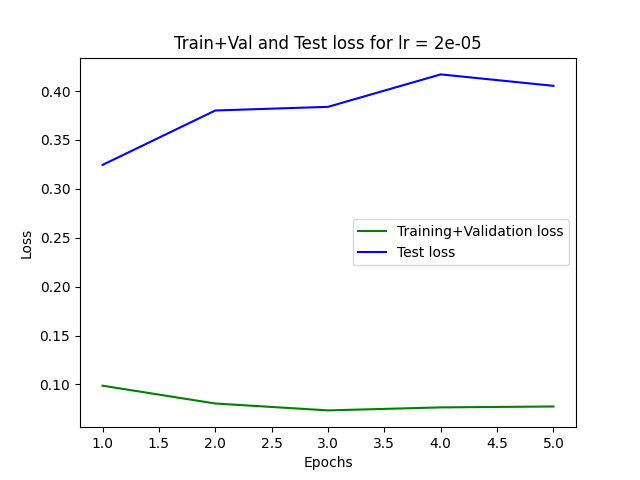 Train+Val and Test loss for lr = 2e-05
0.40
0.35
0.30
0.25
0.20
0.15
0.10
Loss
Training+Validation loss
Test loss
1.0 1.5 2.0 2.5 3.0 3.5 4.0 4.5 5.0
Epochs